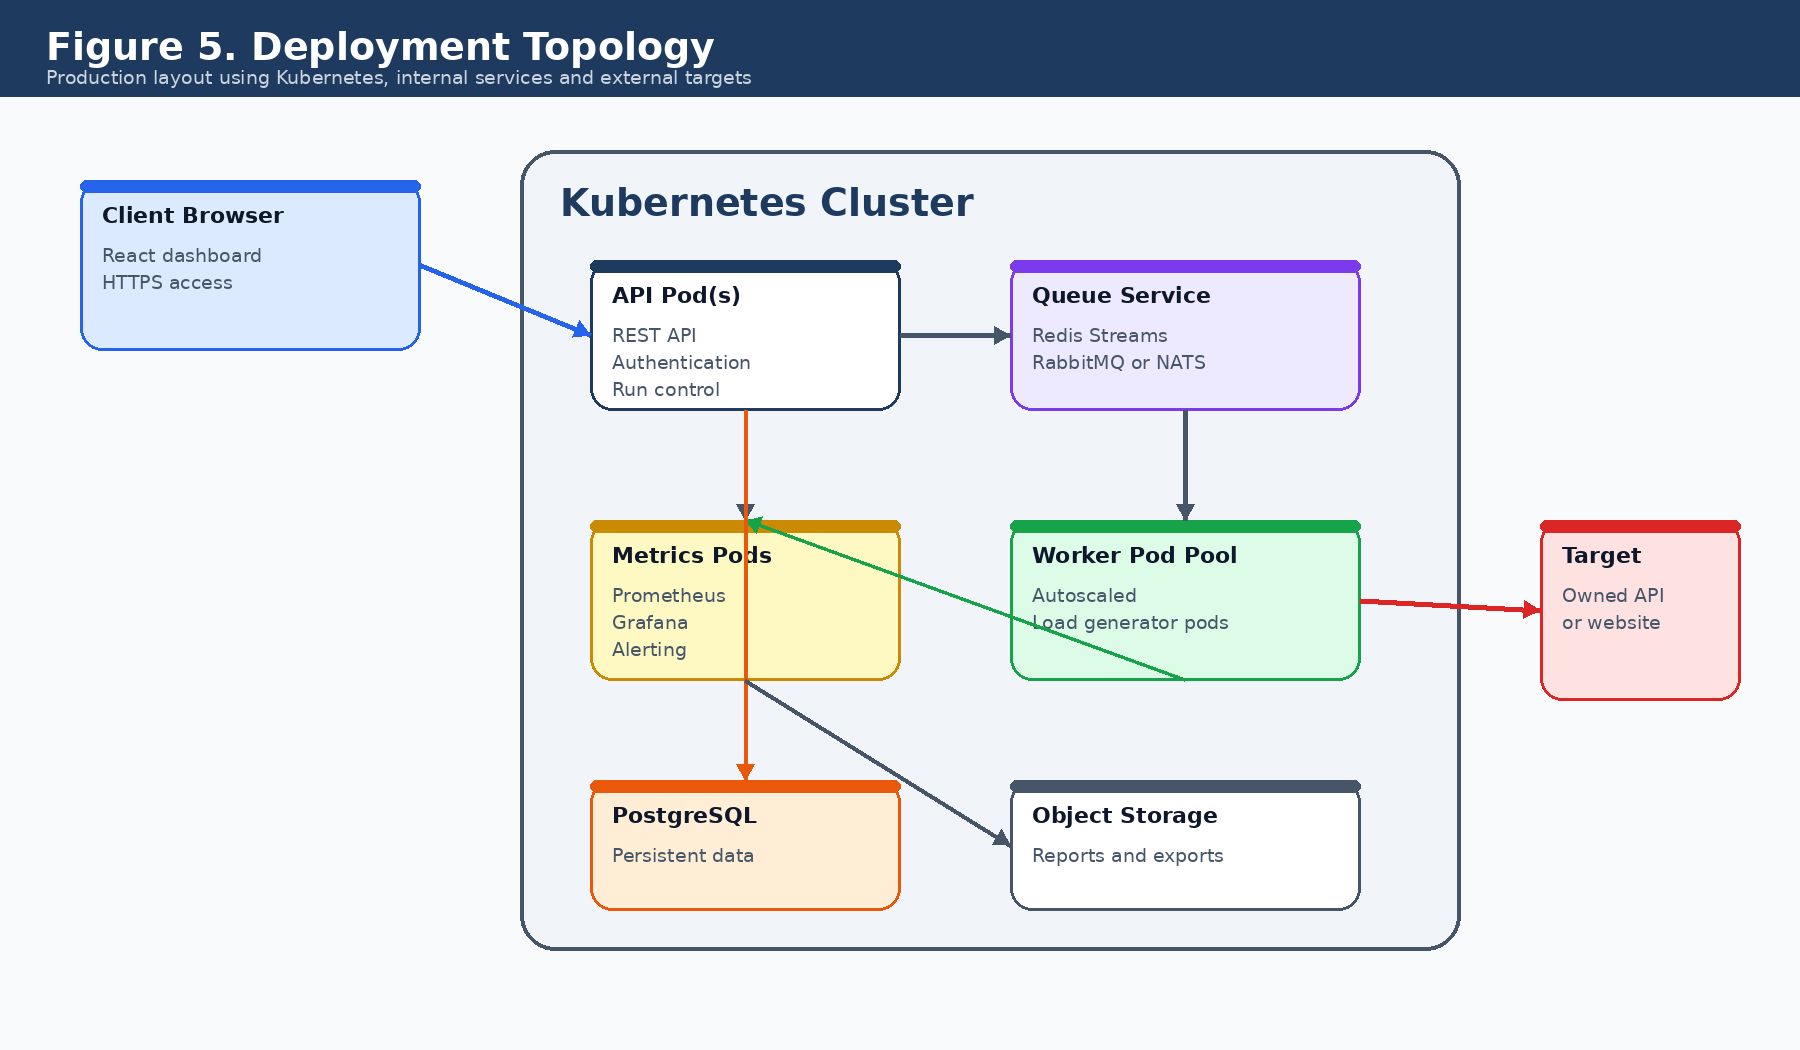 Figure 5. Deployment Topology
Production layout using Kubernetes, internal services and external targets
Kubernetes Cluster
Client Browser
React dashboard
HTTPS access
API Pod(s)
REST API
Authentication
Run control
Queue Service
Redis Streams
RabbitMQ or NATS
Metrics Pods
Prometheus
Grafana
Alerting
Worker Pod Pool
Autoscaled
Load generator pods
Target
Owned API
or website
PostgreSQL
Persistent data
Object Storage
Reports and exports